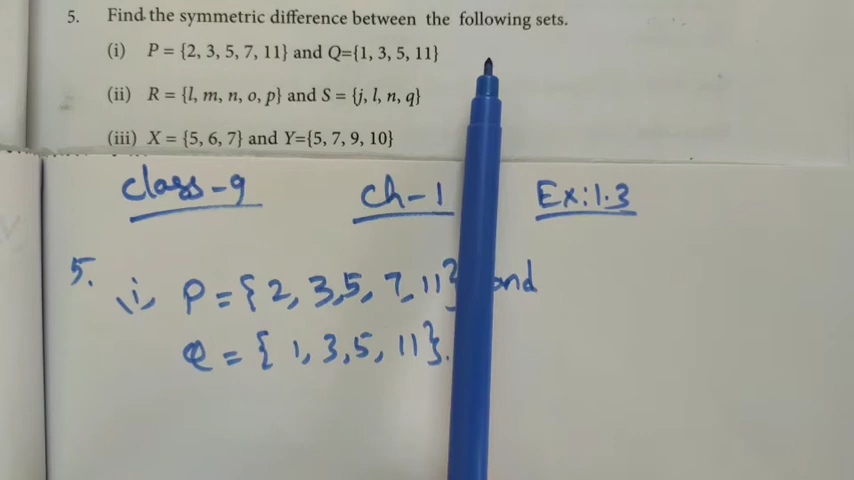 5. Find the symmetric difference between the following sets.
(i) P = {2, 3, 5, 7, 11} and Q={1, 3, 5, 11}
(ii) R = {l, m, n, o, p} and S = {j, l, n, q}
(iii) X = {5, 6, 7} and Y={5, 7, 9, 10}
Class-9 Ch-1 Ex:1.3
5. (i) P = {2, 3, 5, 7, 11} and
Q = {1, 3, 5, 11}.